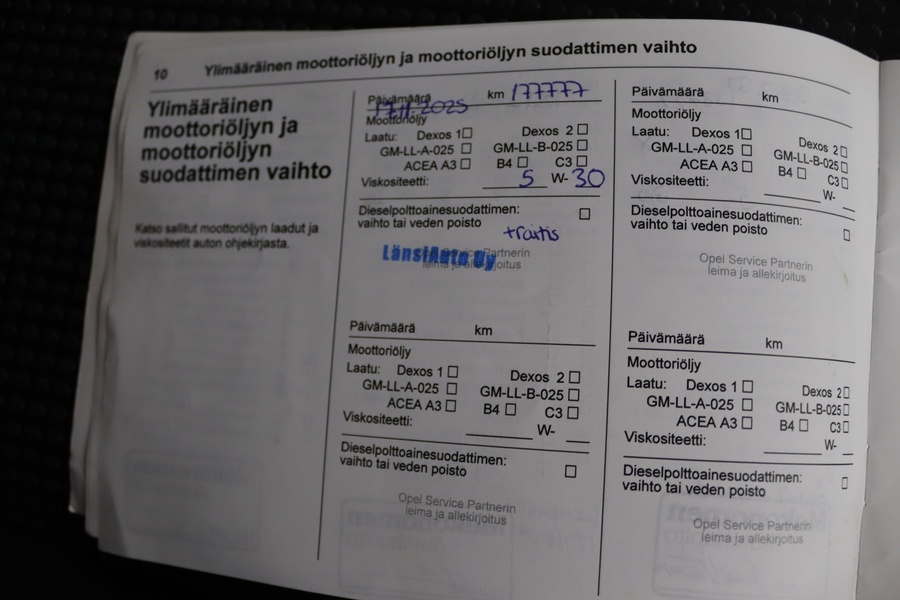 10 Ylimääräinen moottoriöljyn ja moottoriöljyn suodattimen vaihto
Ylimääräinen
moottoriöljyn ja
moottoriöljyn
suodattimen vaihto
Katso sallitut moottoriöljyn laadut ja
viskositeetit auton ohjekirjasta.
Päivämäärä km 177777
17.11.2025
Moottoriöljy
Laatu: Dexos 1 Dexos 2
GM-LL-A-025 GM-LL-B-025
ACEA A3 B4 C3
Viskositeetti: 5 W- 30
Dieselpolttoainesuodattimen:
vaihto tai veden poisto
+raitis
LänsiAuto Oy
Opel Service Partnerin
leima ja allekirjoitus
Päivämäärä km
Moottoriöljy
Laatu: Dexos 1 Dexos 2
GM-LL-A-025 GM-LL-B-025
ACEA A3 B4 C3
Viskositeetti: W-
Dieselpolttoainesuodattimen:
vaihto tai veden poisto
Opel Service Partnerin
leima ja allekirjoitus
Päivämäärä km
Moottoriöljy
Laatu: Dexos 1 Dexos 2
GM-LL-A-025 GM-LL-B-025
ACEA A3 B4 C3
Viskositeetti: W-
Dieselpolttoainesuodattimen:
vaihto tai veden poisto
Opel Service Partnerin
leima ja allekirjoitus
Päivämäärä km
Moottoriöljy
Laatu: Dexos 1 Dexos 2
GM-LL-A-025 GM-LL-B-025
ACEA A3 B4 C3
Viskositeetti: W-
Dieselpolttoainesuodattimen:
vaihto tai veden poisto
Opel Service Partnerin
leima ja allekirjoitus